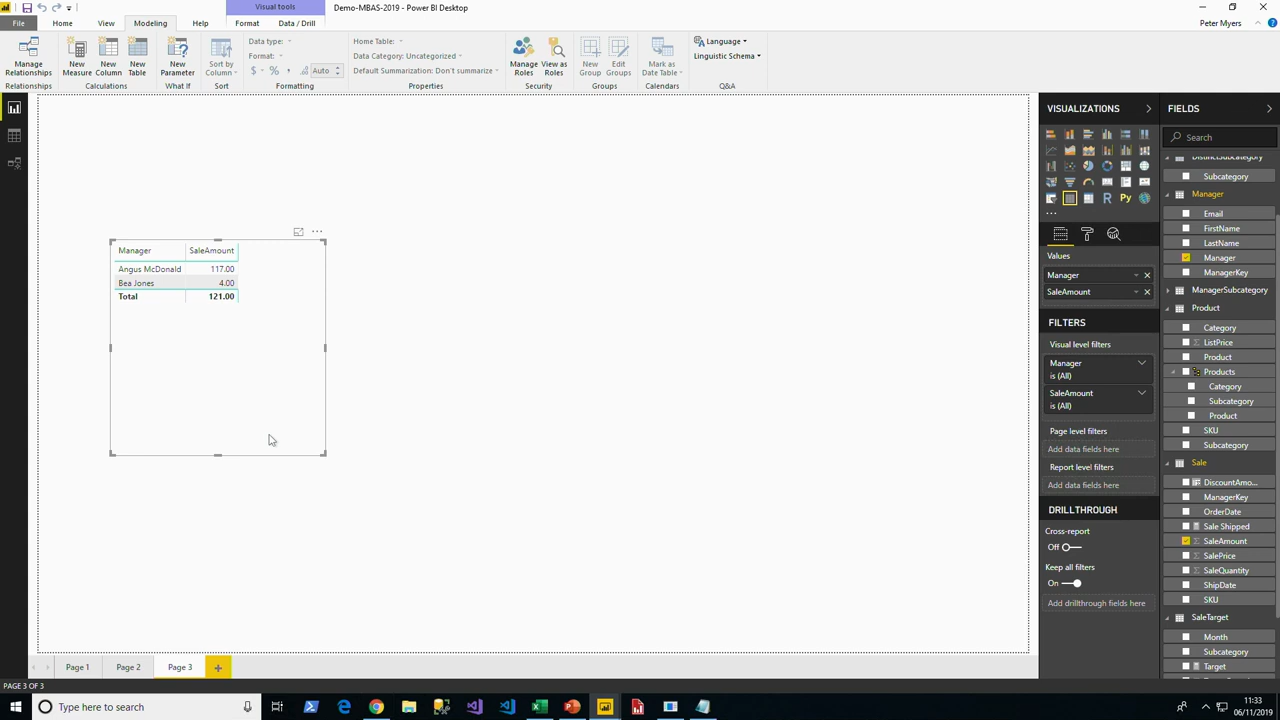 Visual tools
Demo-MBAS-2019 - Power BI Desktop
File
Home
View
Modeling
Help
Format
Data / Drill
Peter Myers
Manage Relationships
New Measure
New Column
New Table
New Parameter
Sort by Column
Data type:
Format:
$ % , Auto
Home Table:
Data Category: Uncategorized
Default Summarization: Don't summarize
Manage Roles
View as Roles
New Group
Edit Groups
Mark as Date Table
Language
Linguistic Schema
Relationships
Calculations
What If
Sort
Formatting
Properties
Security
Groups
Calendars
Q&A
Manager SaleAmount
Angus McDonald 117.00
Bea Jones 4.00
Total 121.00
VISUALIZATIONS
R
Py
Values
Manager
SaleAmount
FILTERS
Visual level filters
Manager
is (All)
SaleAmount
is (All)
Page level filters
Add data fields here
Report level filters
Add data fields here
DRILLTHROUGH
Cross-report
Off
Keep all filters
On
Add drillthrough fields here
FIELDS
Search
DistinctSubcategory
Subcategory
Manager
Email
FirstName
LastName
Manager
ManagerKey
ManagerSubcategory
Product
Category
ListPrice
Product
Products
Category
Subcategory
Product
SKU
Subcategory
Sale
DiscountAmo...
ManagerKey
OrderDate
Sale Shipped
SaleAmount
SalePrice
SaleQuantity
ShipDate
SKU
SaleTarget
Month
Subcategory
Target
Page 1
Page 2
Page 3
PAGE 3 OF 3
Type here to search
11:33
06/11/2019